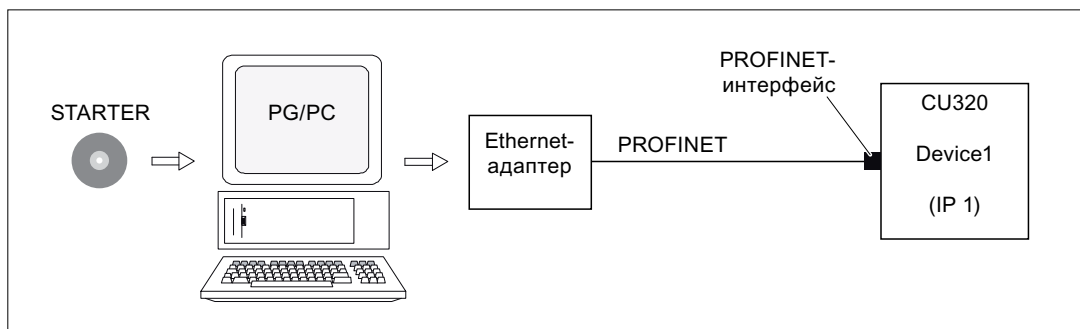 STARTER
PG/PC
Ethernet-
адаптер
PROFINET
PROFINET-
интерфейс
CU320
Device1
(IP 1)